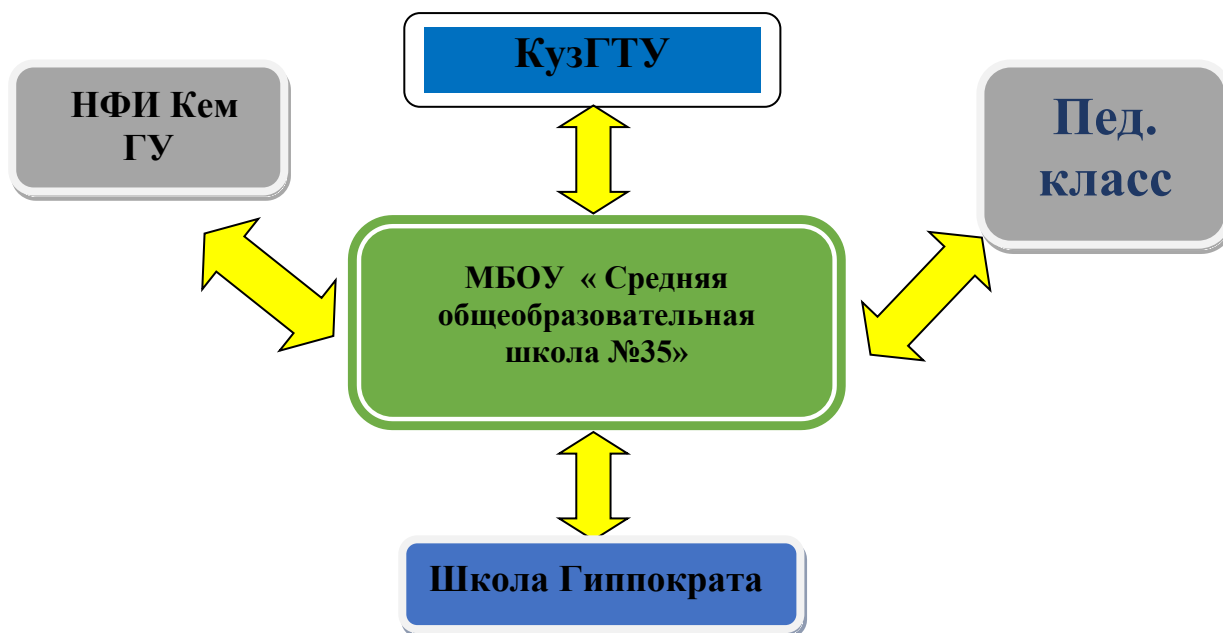 КузГТУ
НФИ Кем
ГУ
Пед.
класс
МБОУ « Средняя
общеобразовательная
школа №35»
Школа Гиппократа